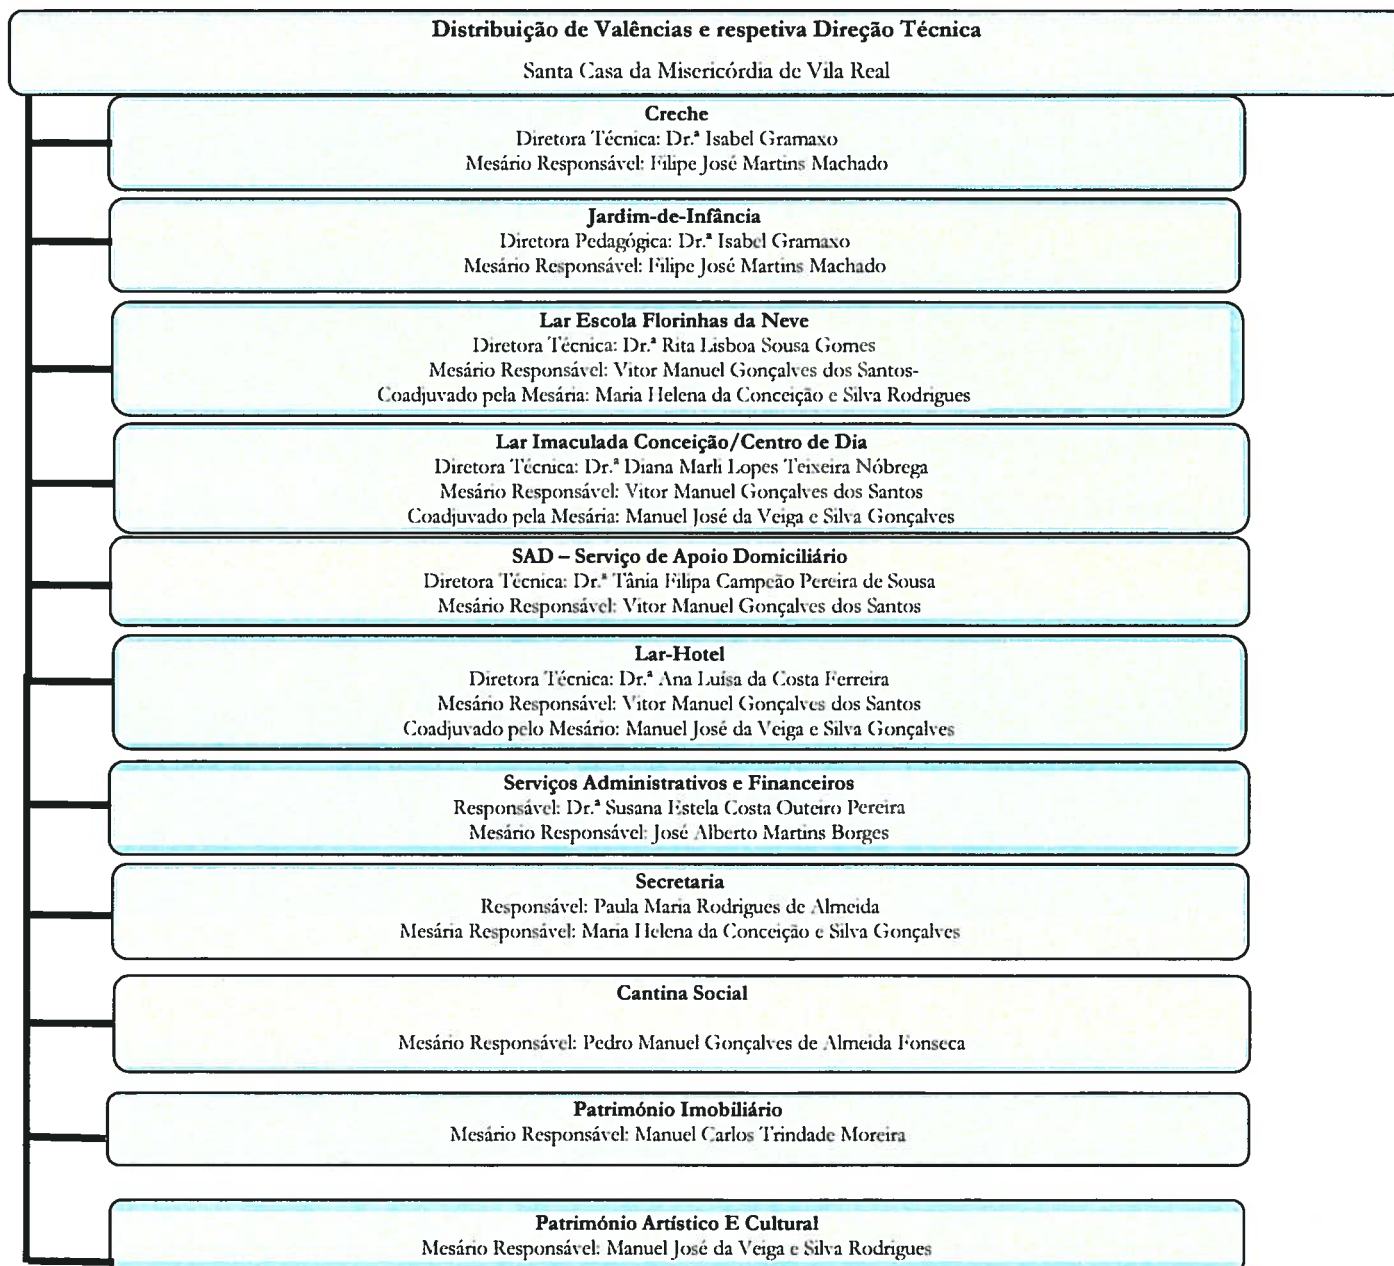 Distribuição de Valências e respetiva Direção Técnica
Santa Casa da Misericórdia de Vila Real
Creche
Diretora Técnica: Dr.ª Isabel Gramaxo
Mesário Responsável: Filipe José Martins Machado
Jardim-de-Infância
Diretora Pedagógica: Dr.ª Isabel Gramaxo
Mesário Responsável: Filipe José Martins Machado
Lar Escola Florinhas da Neve
Diretora Técnica: Dr.ª Rita Lisboa Sousa Gomes
Mesário Responsável: Vitor Manuel Gonçalves dos Santos-
Coadjuvado pela Mesária: Maria Helena da Conceição e Silva Rodrigues
Lar Imaculada Conceição/Centro de Dia
Diretora Técnica: Dr.ª Diana Marli Lopes Teixeira Nóbrega
Mesário Responsável: Vitor Manuel Gonçalves dos Santos
Coadjuvado pela Mesária: Manuel José da Veiga e Silva Gonçalves
SAD – Serviço de Apoio Domiciliário
Diretora Técnica: Dr.ª Tânia Filipa Campeão Pereira de Sousa
Mesário Responsável: Vitor Manuel Gonçalves dos Santos
Lar-Hotel
Diretora Técnica: Dr.ª Ana Luísa da Costa Ferreira
Mesário Responsável: Vitor Manuel Gonçalves dos Santos
Coadjuvado pelo Mesário: Manuel José da Veiga e Silva Gonçalves
Serviços Administrativos e Financeiros
Responsável: Dr.ª Susana Estela Costa Outeiro Pereira
Mesário Responsável: José Alberto Martins Borges
Secretaria
Responsável: Paula Maria Rodrigues de Almeida
Mesária Responsável: Maria Helena da Conceição e Silva Gonçalves
Cantina Social
Mesário Responsável: Pedro Manuel Gonçalves de Almeida Fonseca
Património Imobiliário
Mesário Responsável: Manuel Carlos Trindade Moreira
Património Artístico E Cultural
Mesário Responsável: Manuel José da Veiga e Silva Rodrigues